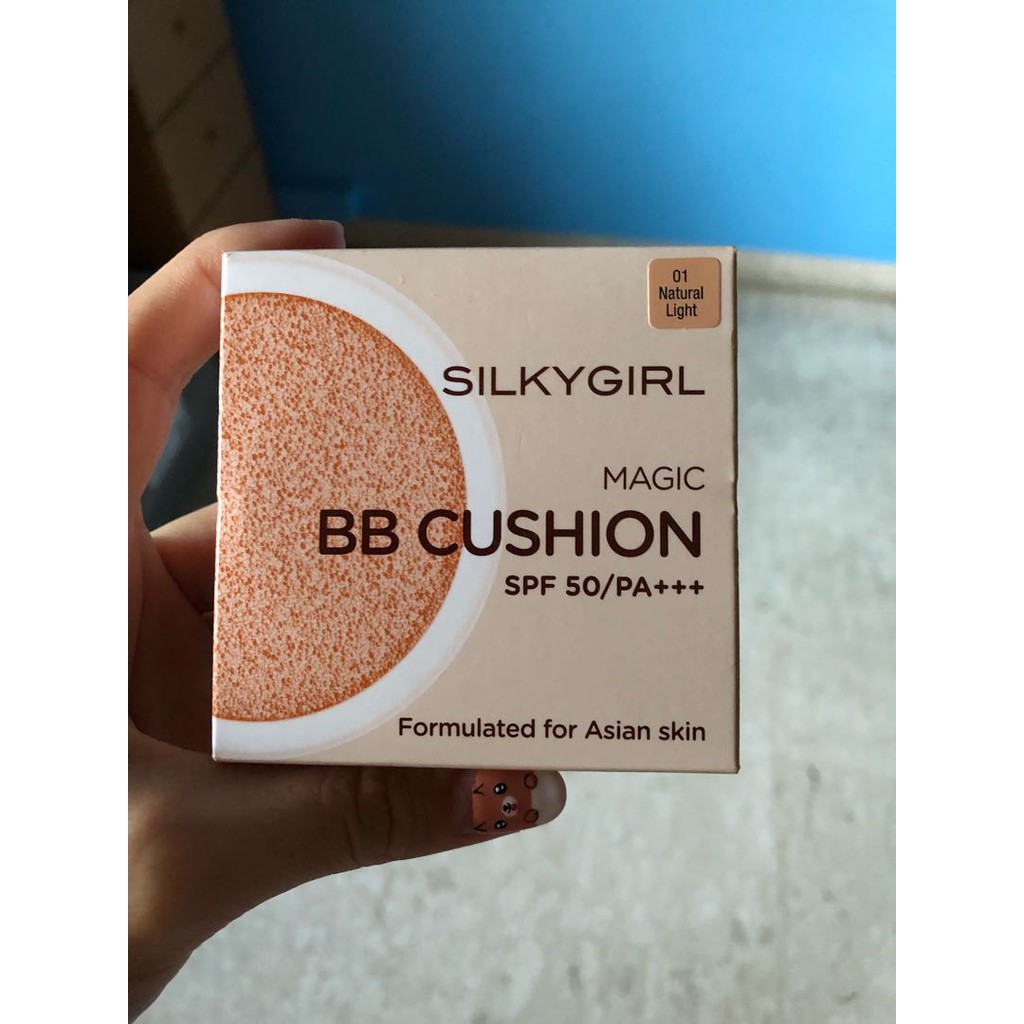 01
Natural
Light
SILKYGIRL
MAGIC
BB CUSHION
SPF 50/PA+++
Formulated for Asian skin